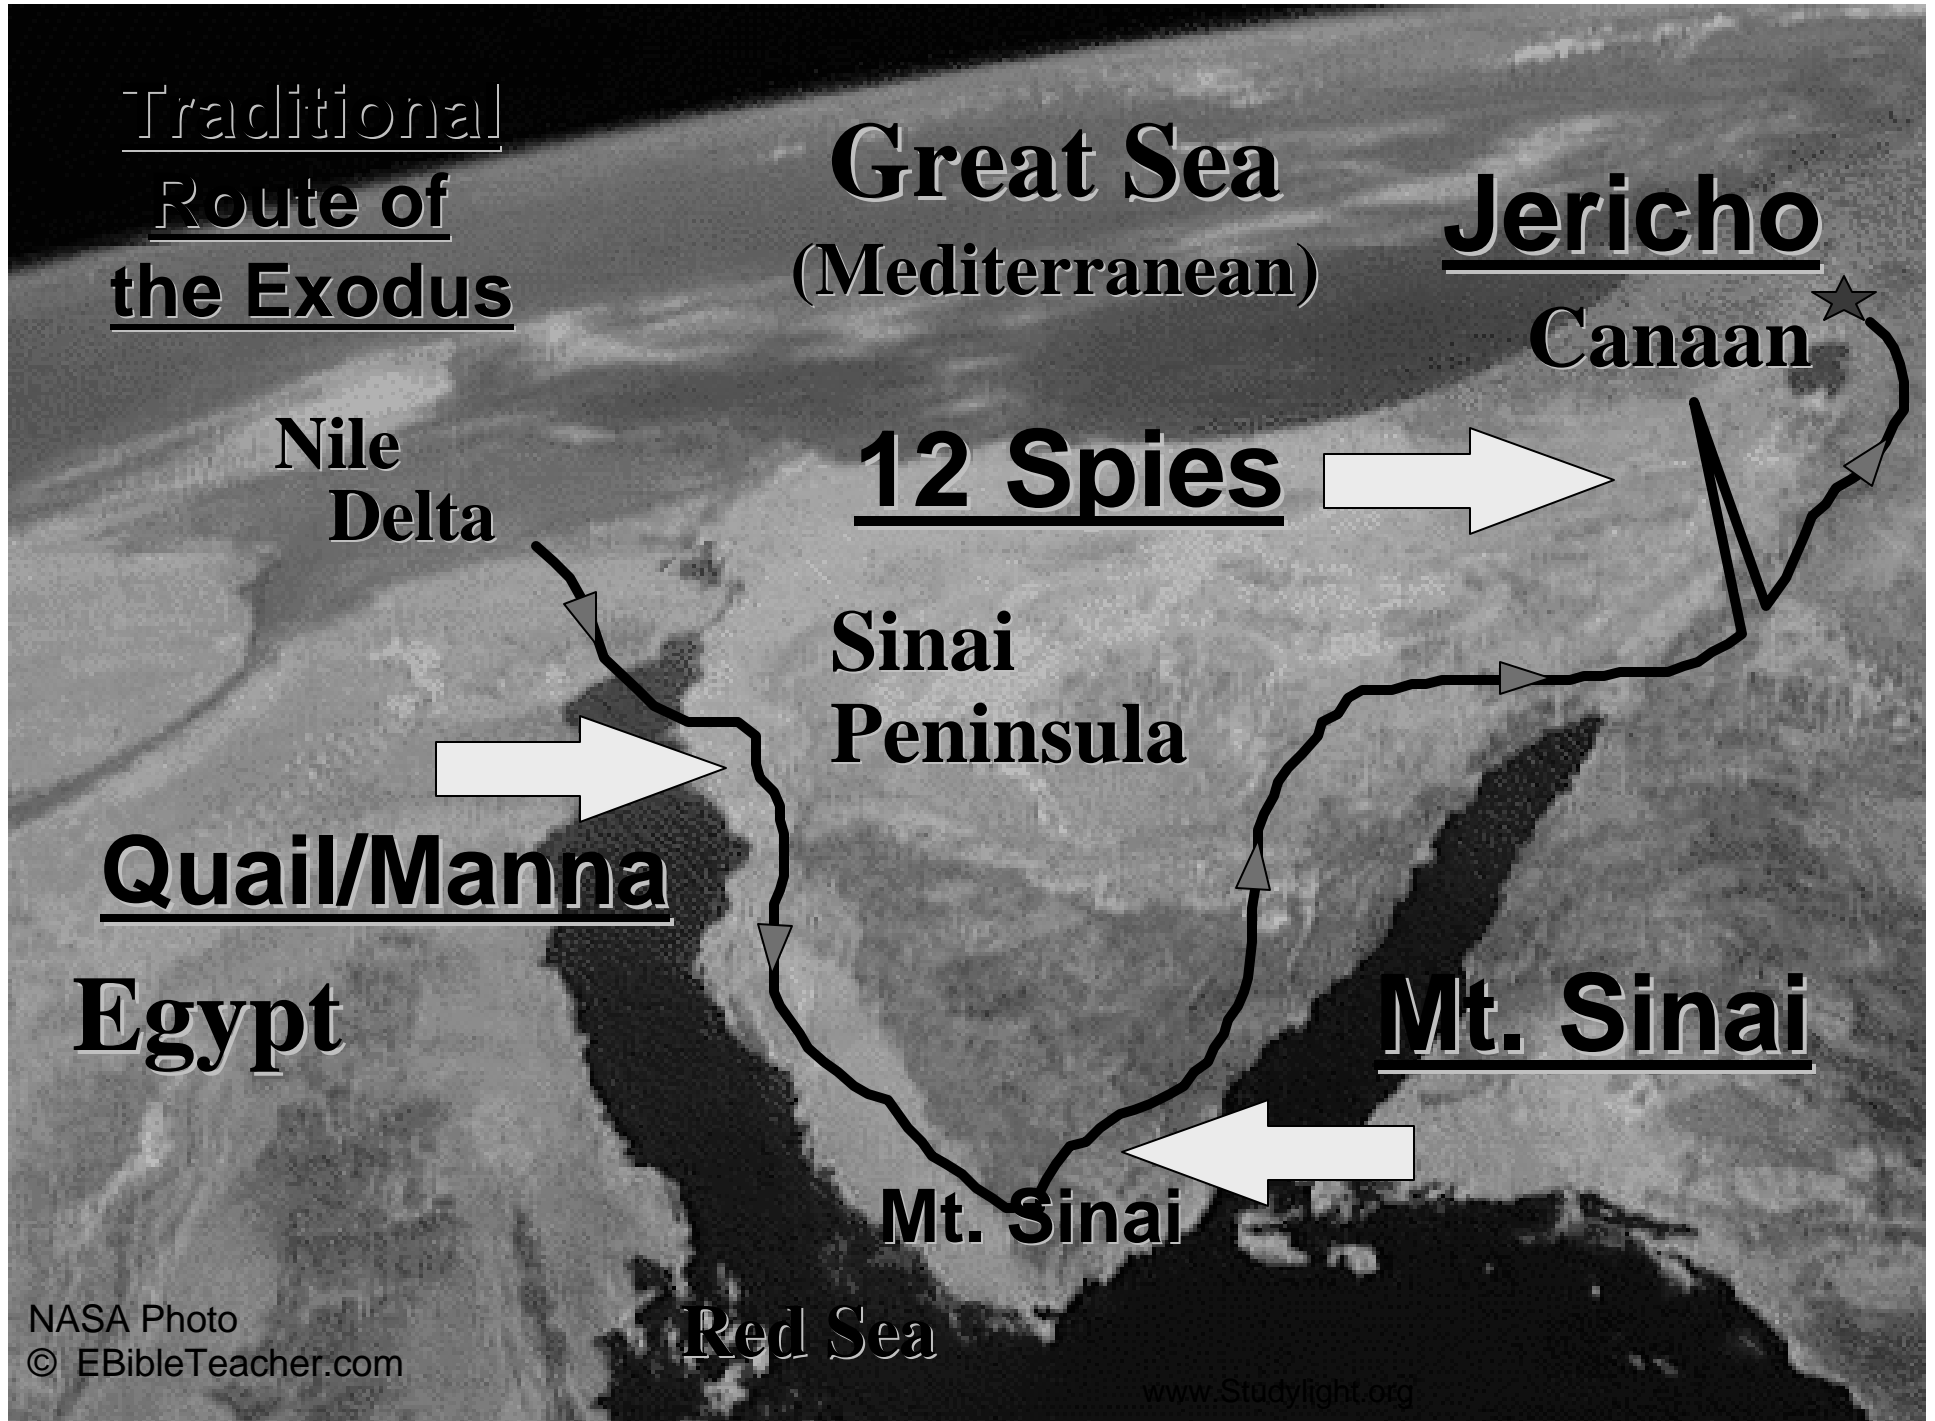 Traditional
Route of
the Exodus
Great Sea
(Mediterranean)
Jericho
Canaan
Nile
Delta
12 Spies
Sinai
Peninsula
Quail/Manna
Egypt
Mt. Sinai
Mt. Sinai
Red Sea
NASA Photo
© EBibleTeacher.com
www.Studylight.org